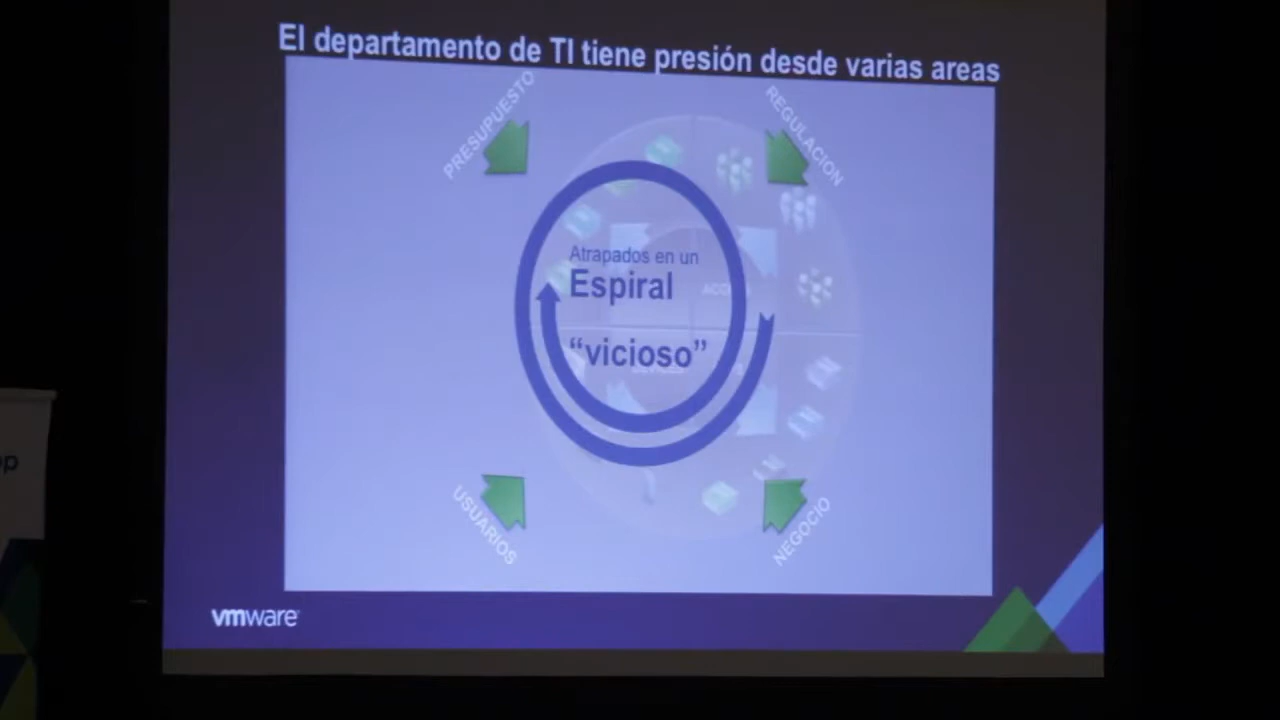 El departamento de TI tiene presión desde varias areas
PRESUPUESTO
REGULACION
Atrapados en un
Espiral
“vicioso”
USUARIOS
NEGOCIO
vmware